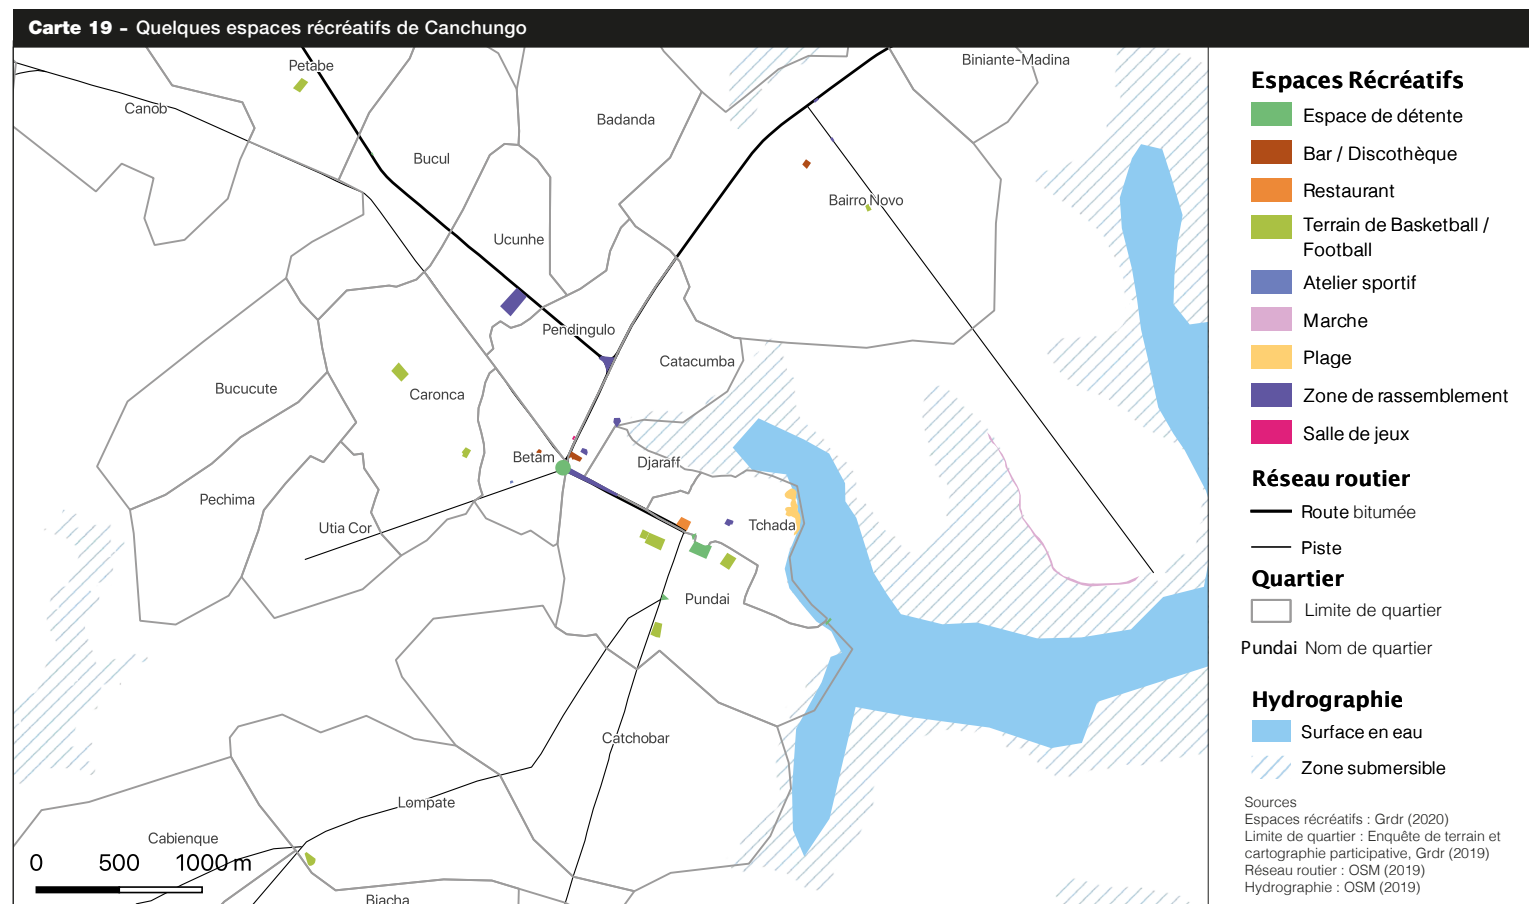 Carte 19 - Quelques espaces récréatifs de Canchungo
Petabe
Biniante-Madina
Canob
Badanda
Bucul
Bairro Novo
Ucunhe
Pendingulo
Catacumba
Bucucute
Caronca
Betam
Djaraff
Pechima
Utia Cor
Tchada
Pundai
Catchobar
Lompate
Cabienque
Biacha
0 500 1000 m
Espaces Récréatifs
Espace de détente
Bar / Discothèque
Restaurant
Terrain de Basketball /
Football
Atelier sportif
Marche
Plage
Zone de rassemblement
Salle de jeux
Réseau routier
Route bitumée
Piste
Quartier
Limite de quartier
Pundai Nom de quartier
Hydrographie
Surface en eau
Zone submersible
Sources
Espaces récréatifs : Grdr (2020)
Limite de quartier : Enquête de terrain et
cartographie participative, Grdr (2019)
Réseau routier : OSM (2019)
Hydrographie : OSM (2019)